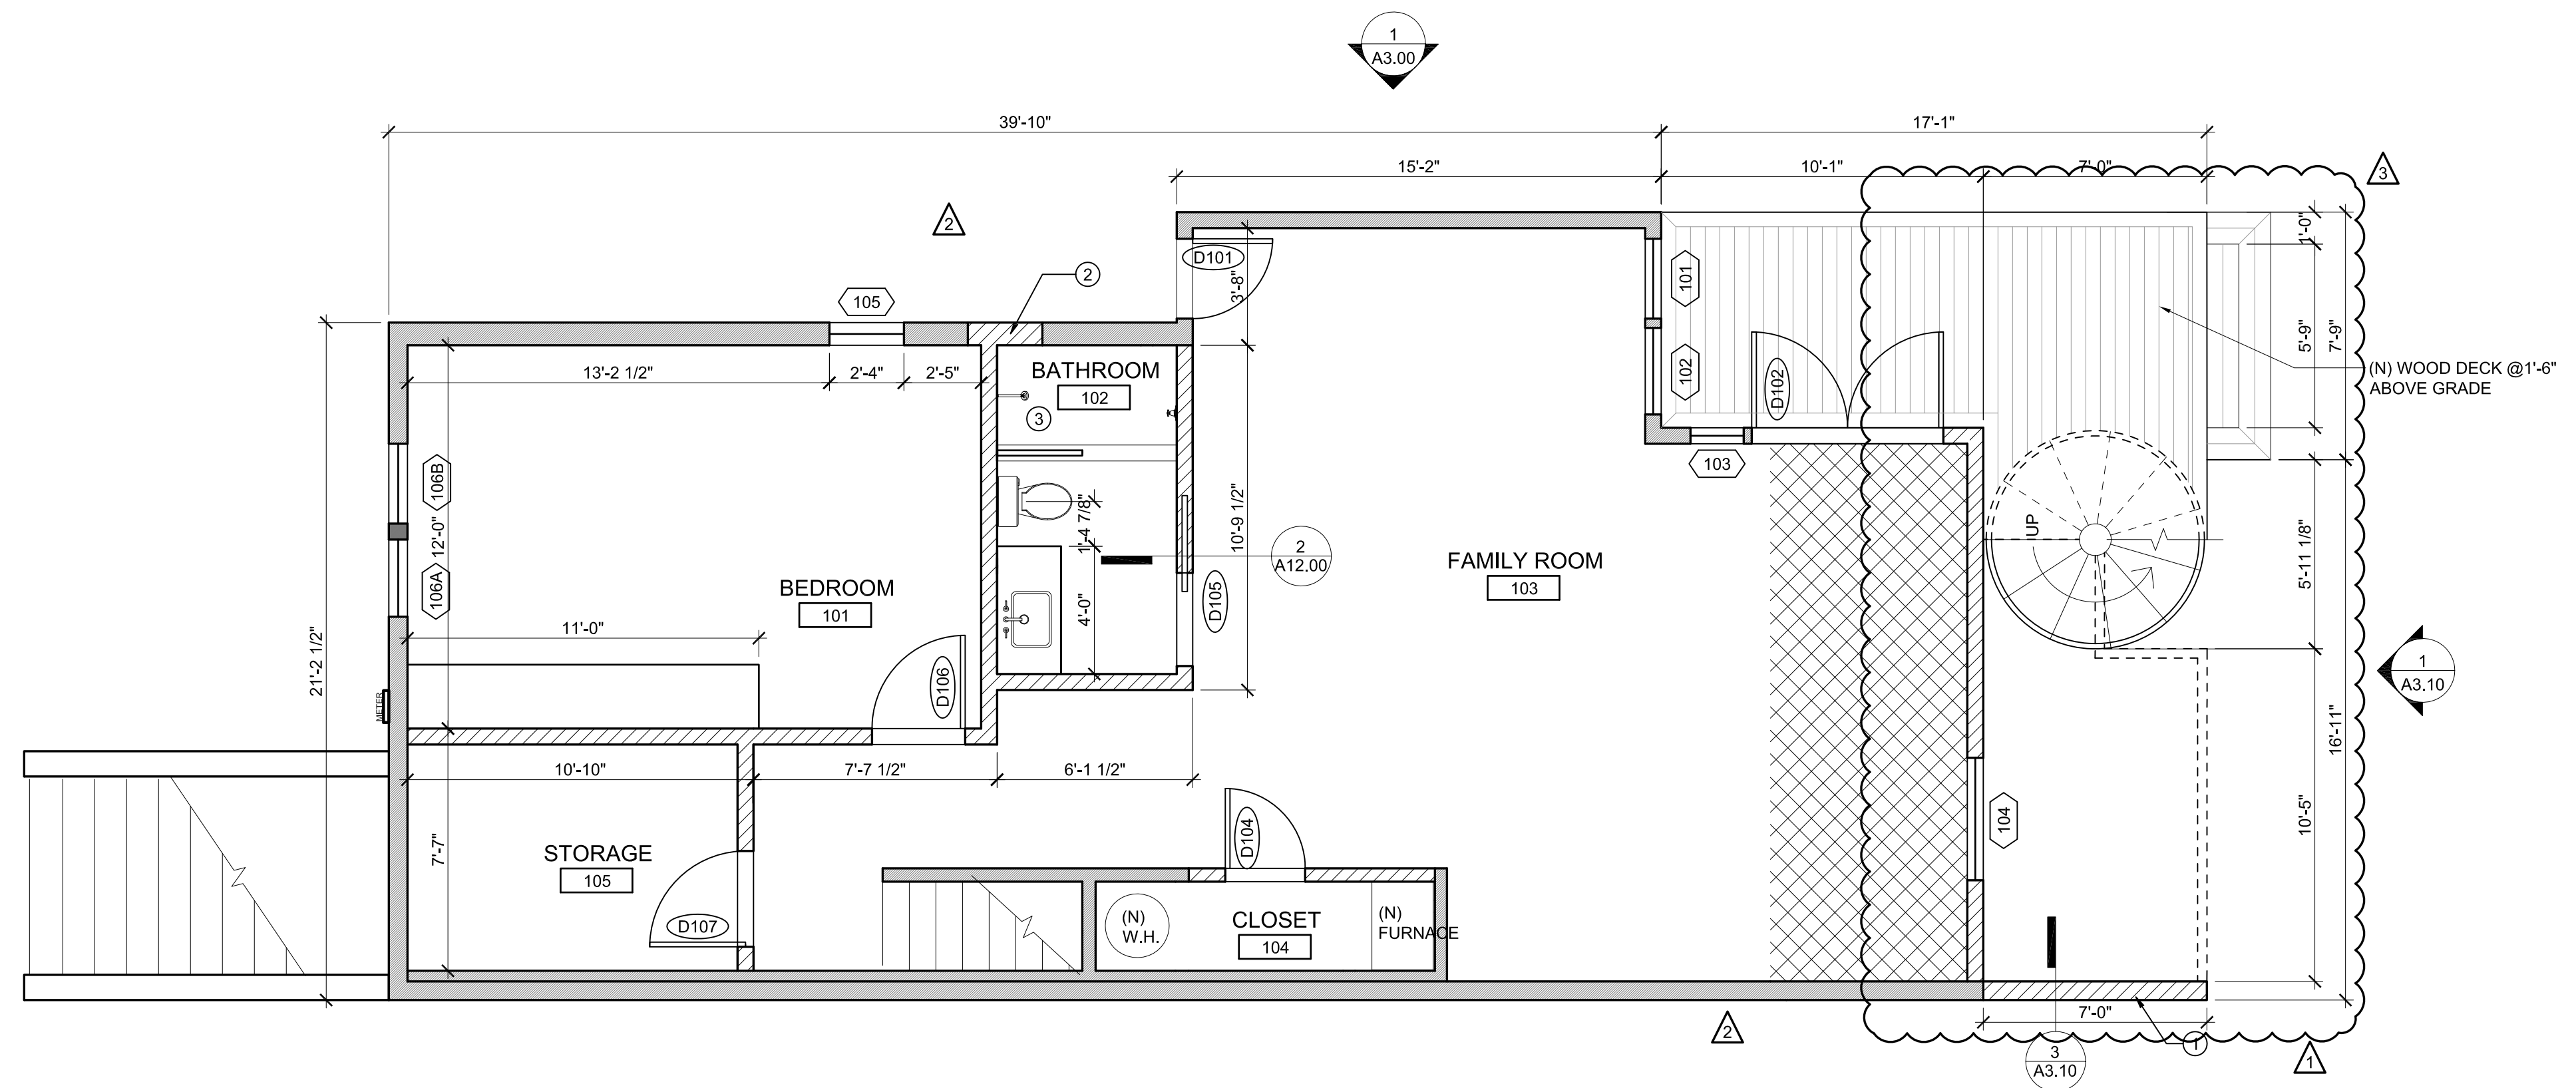 1
A3.00
39'-10"
17'-1"
15'-2"
10'-1"
7'-0"
3
2
2
D101
3'-8"
1'-0"
101
105
5'-9"
7'-9"
102
D102
(N) WOOD DECK @1'-6"
ABOVE GRADE
13'-2 1/2"
2'-4"
2'-5"
BATHROOM
102
3
103
106B
12'-0"
106A
1'-4 7/8"
10'-9 1/2"
2
A12.00
UP
5'-11 1/8"
FAMILY ROOM
103
BEDROOM
101
D105
4'-0"
11'-0"
21'-2 1/2"
METER
D106
1
A3.10
16'-11"
10'-10"
7'-7 1/2"
6'-1 1/2"
104
10'-5"
D104
7'-7"
STORAGE
105
D107
(N)
W.H.
CLOSET
104
(N)
FURNACE
7'-0"
2
1
1
3
A3.10